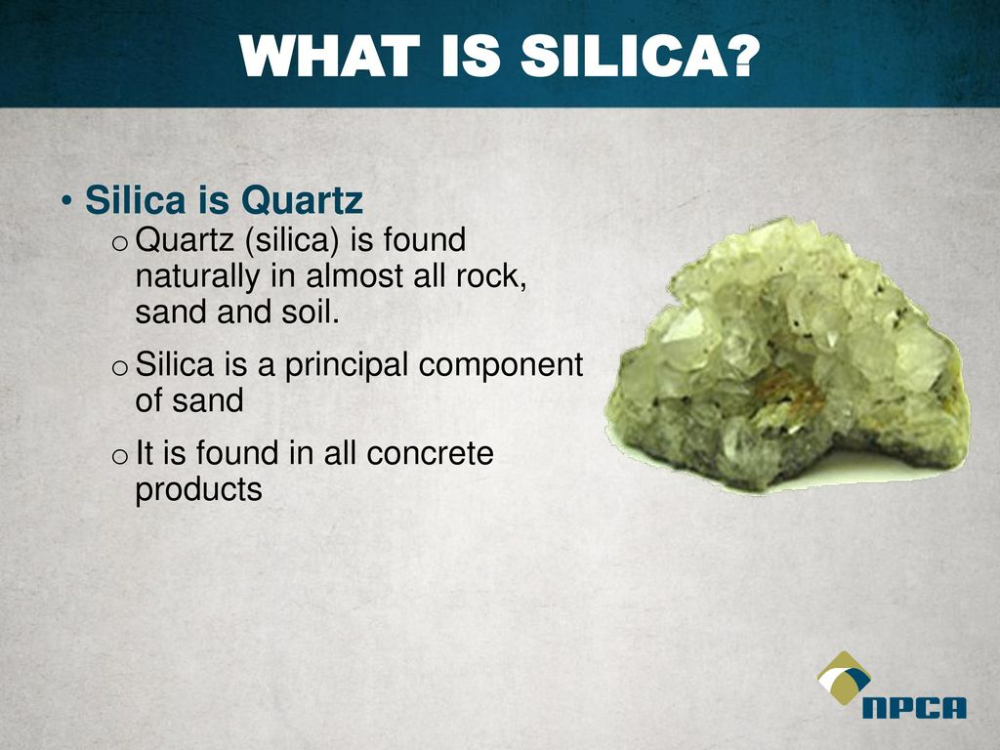 WHAT IS SILICA?
• Silica is Quartz
o Quartz (silica) is found
naturally in almost all rock,
sand and soil.
o Silica is a principal component
of sand
o It is found in all concrete
products
NPCA